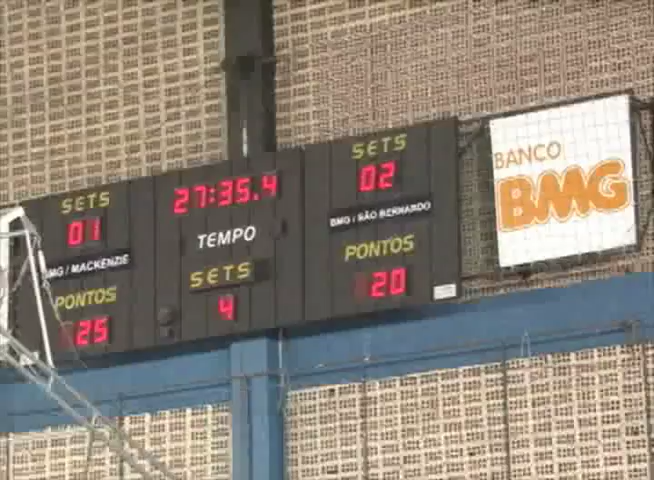 SETS
01
BMG / MACKENZIE
PONTOS
25
27:35.4
TEMPO
SETS
4
SETS
02
BMG / SÃO BERNARDO
PONTOS
20
BANCO
BMG